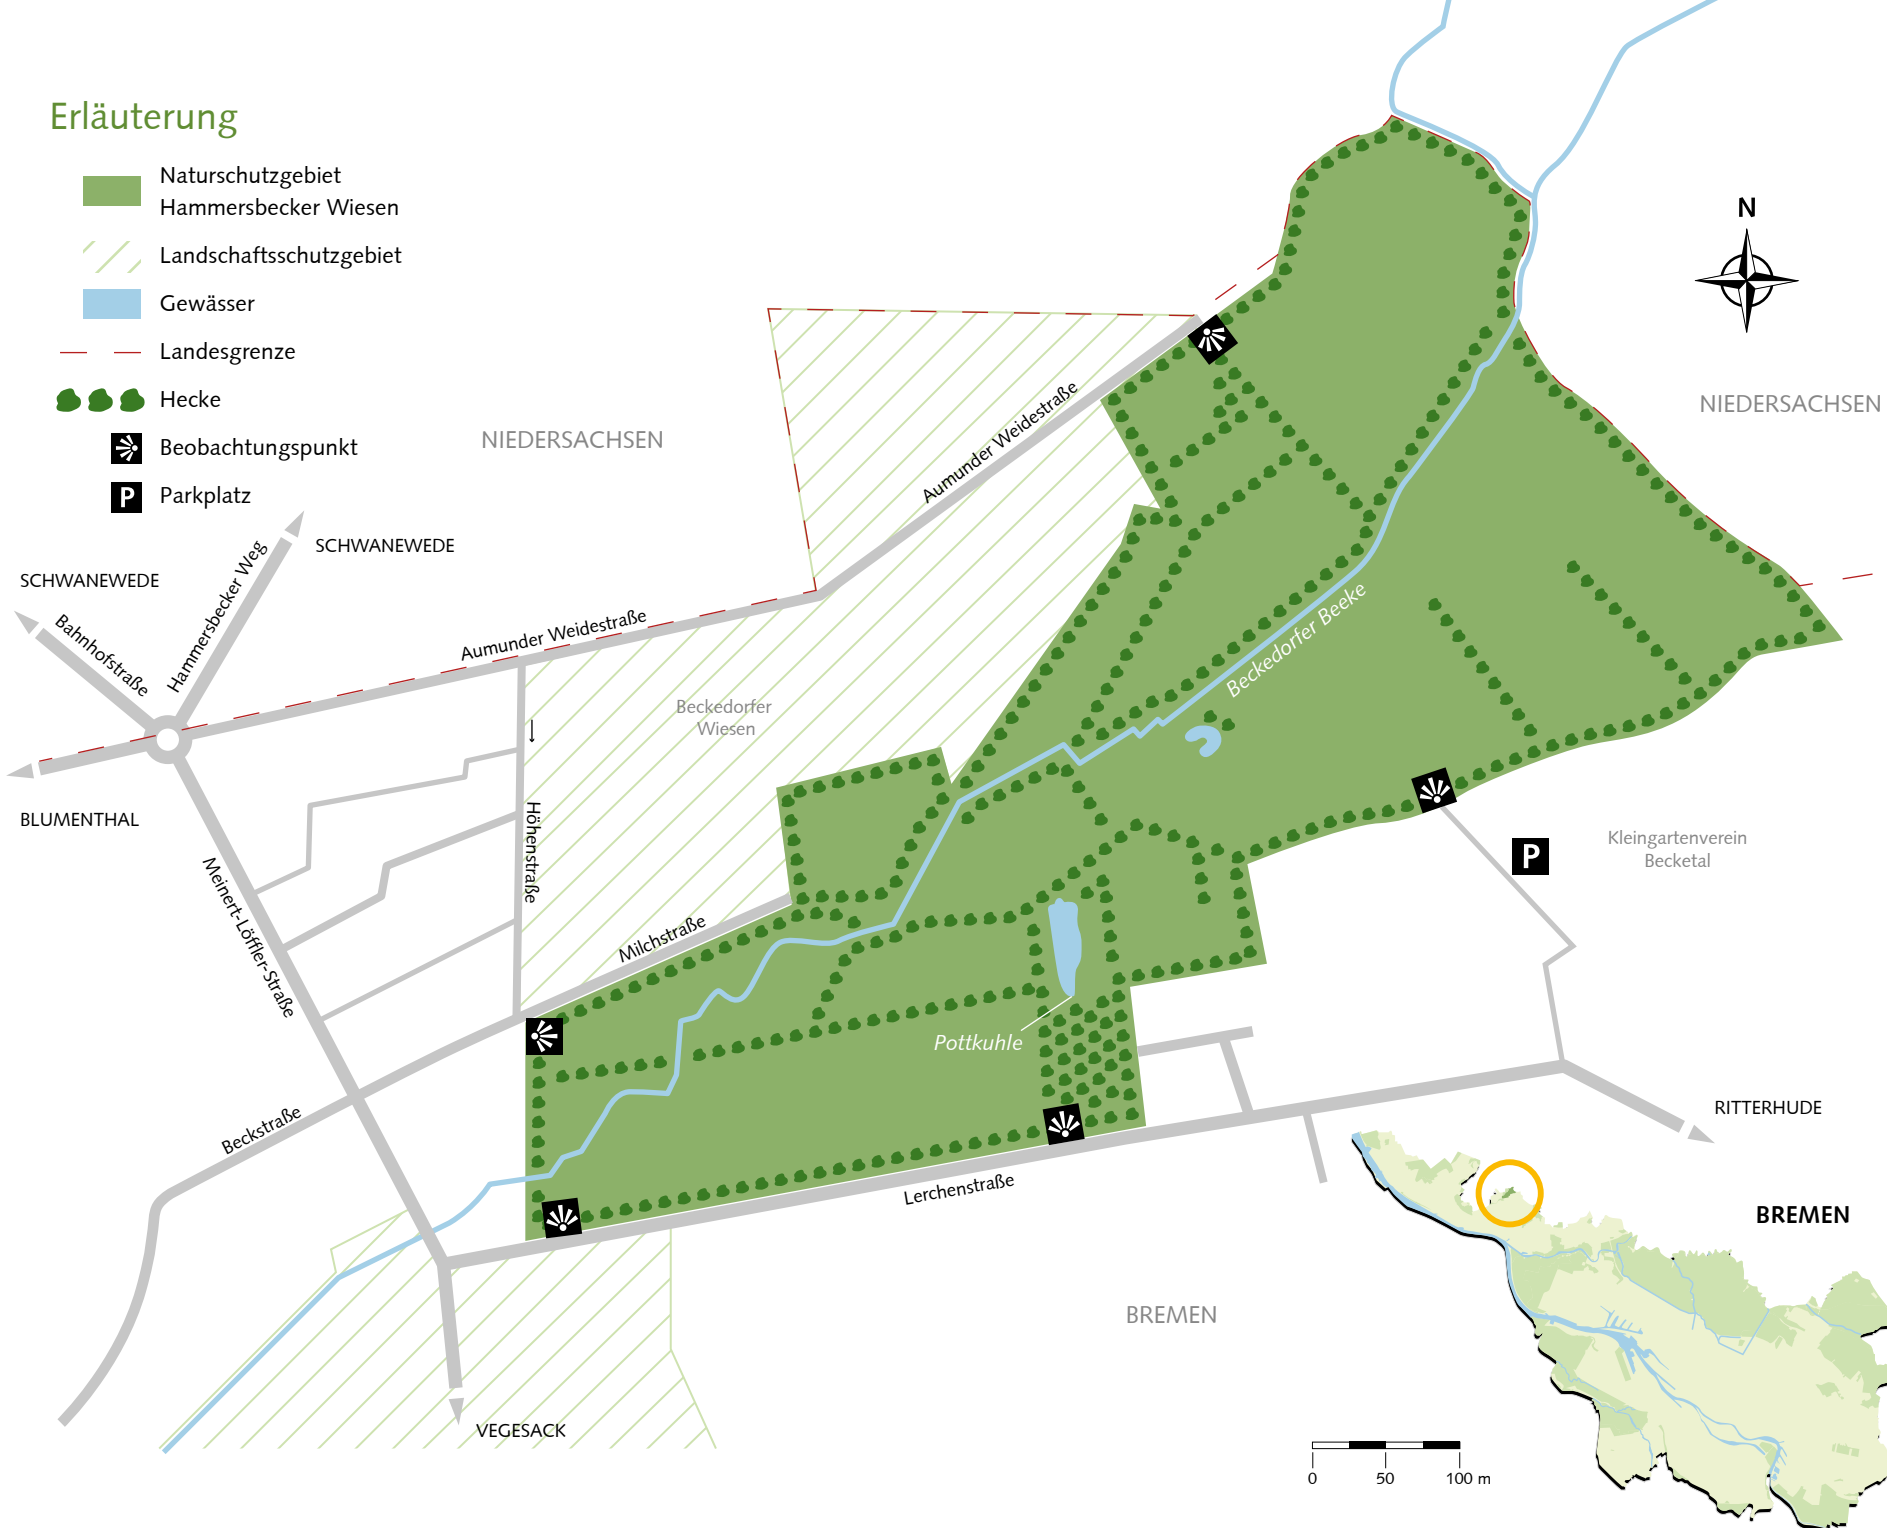 Erläuterung
Naturschutzgebiet
Hammersbecker Wiesen
Landschaftsschutzgebiet
Gewässer
Landesgrenze
Hecke
Beobachtungspunkt
P
Parkplatz
N
NIEDERSACHSEN
NIEDERSACHSEN
SCHWANEWEDE
SCHWANEWEDE
Hammersbecker Weg
Bahnhofstraße
BLUMENTHAL
Aumunder Weidestraße
Aumunder Weidestraße
Beckedorfer
Wiesen
Beckedorfer Beeke
Höhenstraße
Meinert-Löffler-Straße
Milchstraße
Beckstraße
Pottkuhle
P
Kleingartenverein
Becketal
Lerchenstraße
RITTERHUDE
BREMEN
BREMEN
VEGESACK
0 50 100 m